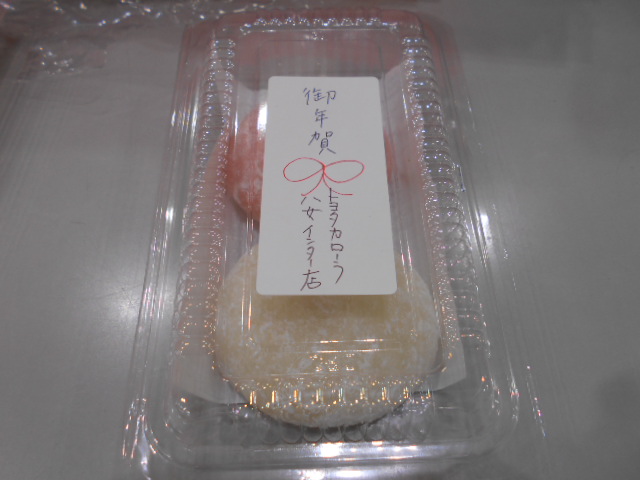 御年賀
トヨタカローラ
八女インター店